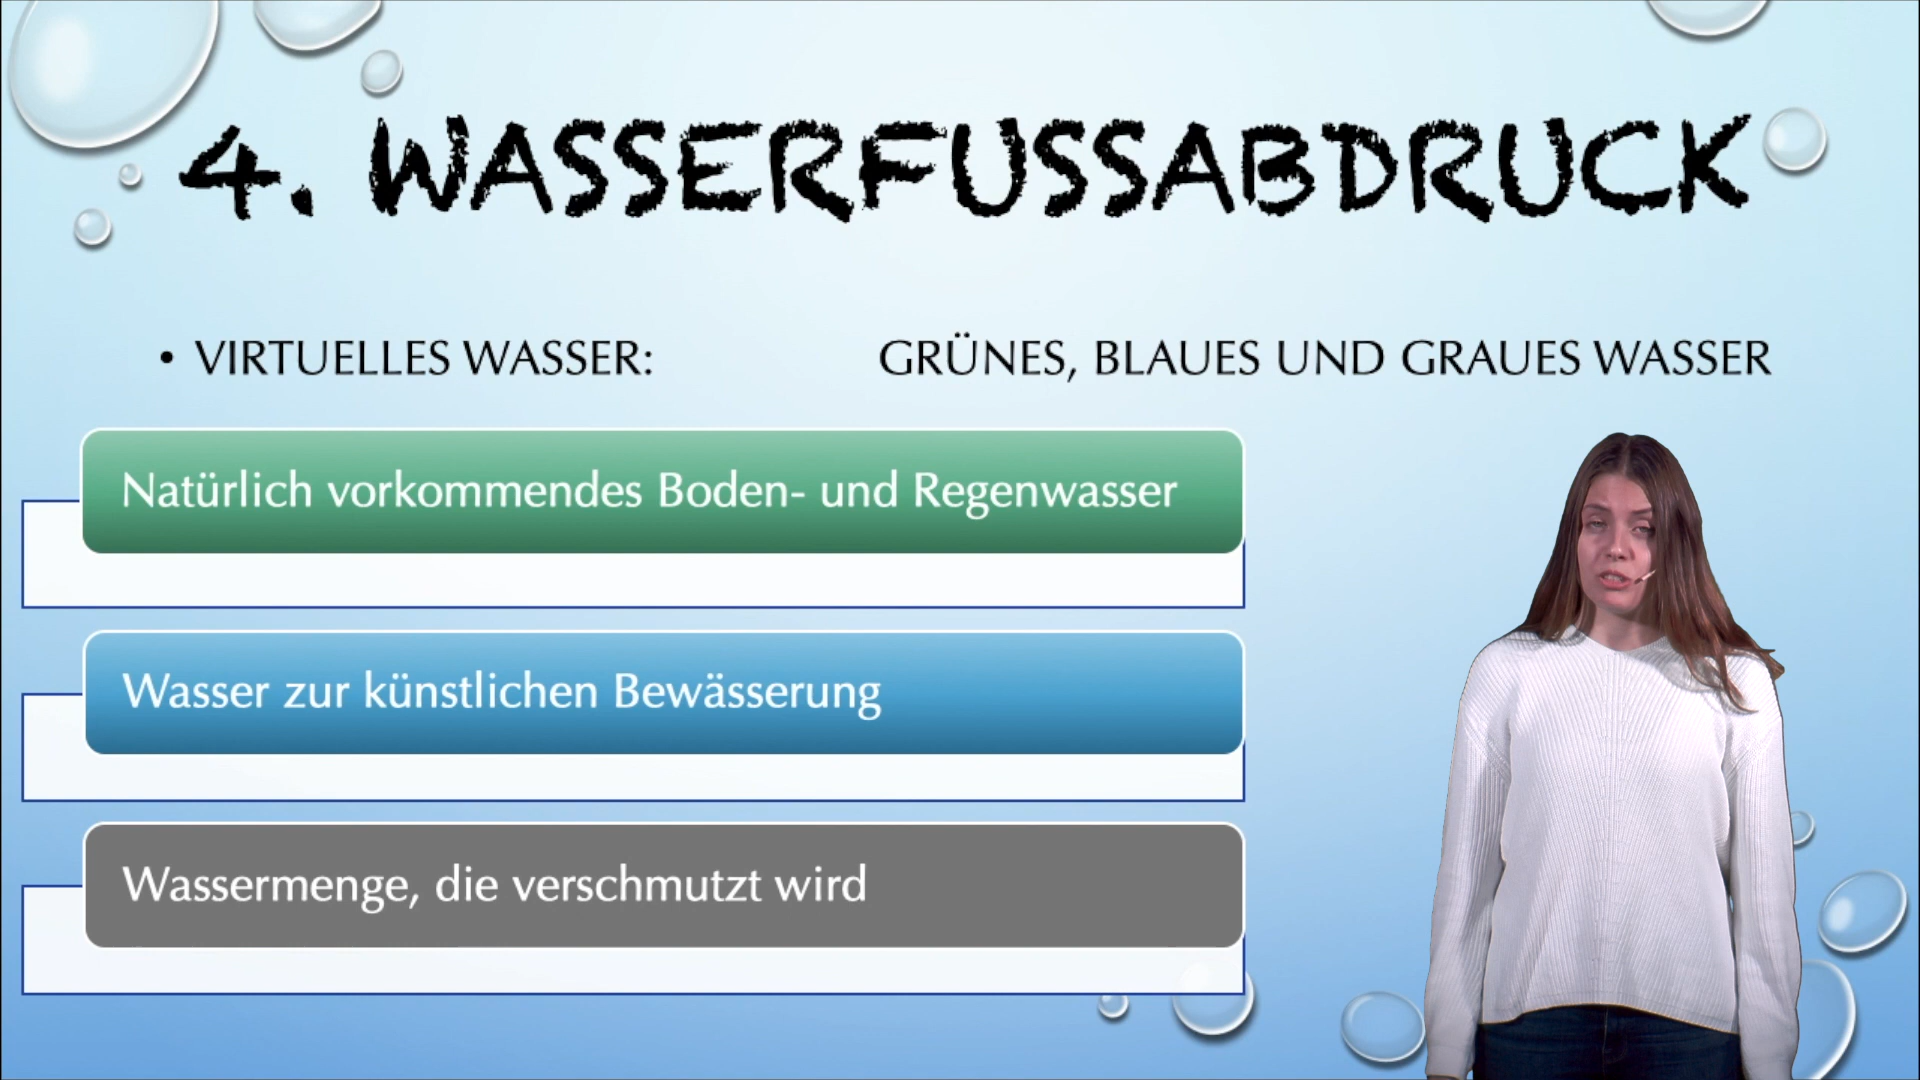 4. WASSERFUSSABDRUCK
• VIRTUELLES WASSER: GRÜNES, BLAUES UND GRAUES WASSER
Natürlich vorkommendes Boden- und Regenwasser
Wasser zur künstlichen Bewässerung
Wassermenge, die verschmutzt wird